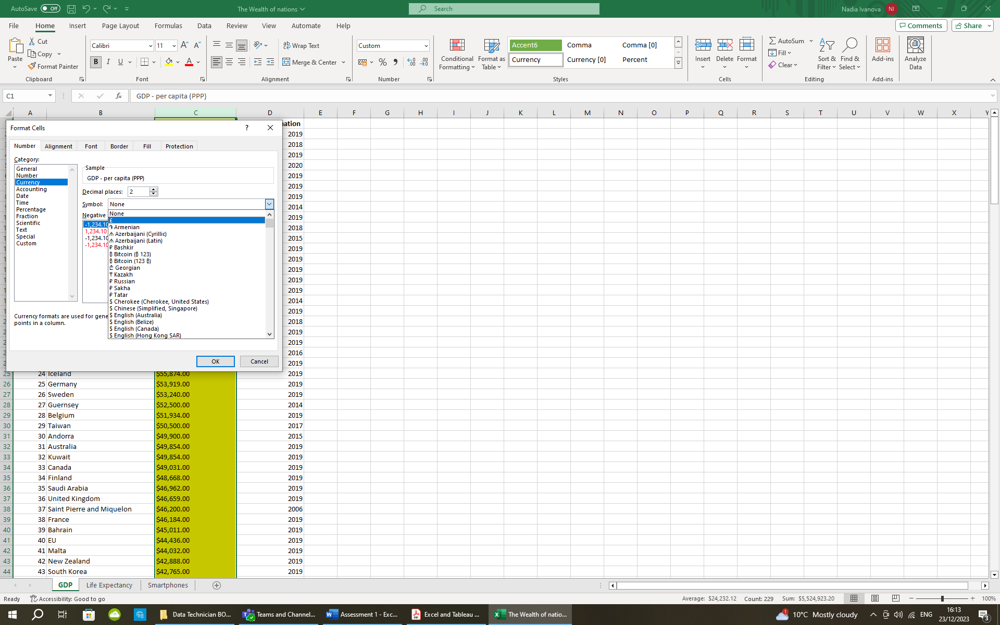 AutoSave Off The Wealth of nations Search Nadia Ivanova NI
File Home Insert Page Layout Formulas Data Review View Automate Help Comments Share
Paste
Cut
Copy
Format Painter
Clipboard
Calibri 11
B I U
Font
Wrap Text
Merge & Center
Alignment
Custom
Number
Conditional Formatting
Format as Table
Accent6 Comma Comma [0]
Currency Currency [0] Percent
Styles
Insert Delete Format
Cells
AutoSum
Fill
Clear
Sort & Filter
Find & Select
Editing
Add-ins
Add-ins
Analyze Data
C1 fx GDP - per capita (PPP)
A B C D E F G H I J K L M N O P Q R S T U V W X Y
ation
2019
2018
2019
2020
2019
2019
2019
2014
2019
2018
2015
2019
2019
2019
2019
2019
2014
2019
2018
2019
2019
2016
2019
Format Cells ?
Number Alignment Font Border Fill Protection
Category:
General
Number
Currency
Accounting
Date
Time
Percentage
Fraction
Scientific
Text
Special
Custom
Sample
GDP - per capita (PPP)
Decimal places: 2
Symbol: None
Negative
-1,234.10
1,234.10
-1,234.10
-1,234.10
None
£
֏ Armenian
₼ Azerbaijani (Cyrillic)
₼ Azerbaijani (Latin)
₽ Bashkir
₿ Bitcoin (₿ 123)
₿ Bitcoin (123 ₿)
₾ Georgian
₸ Kazakh
₽ Russian
₽ Sakha
₽ Tatar
$ Cherokee (Cherokee, United States)
$ Chinese (Simplified, Singapore)
$ English (Australia)
$ English (Belize)
$ English (Canada)
$ English (Hong Kong SAR)
Currency formats are used for gene
points in a column.
OK Cancel
25 24 Iceland $55,874.00 2019
26 25 Germany $53,919.00 2019
27 26 Sweden $53,240.00 2019
28 27 Guernsey $52,500.00 2014
29 28 Belgium $51,934.00 2019
30 29 Taiwan $50,500.00 2017
31 30 Andorra $49,900.00 2015
32 31 Australia $49,854.00 2019
33 32 Kuwait $49,854.00 2019
34 33 Canada $49,031.00 2019
35 34 Finland $48,668.00 2019
36 35 Saudi Arabia $46,962.00 2019
37 36 United Kingdom $46,659.00 2019
38 37 Saint Pierre and Miquelon $46,200.00 2006
39 38 France $46,184.00 2019
40 39 Bahrain $45,011.00 2019
41 40 EU $44,436.00 2019
42 41 Malta $44,032.00 2019
43 42 New Zealand $42,888.00 2019
44 43 South Korea $42,765.00 2019
GDP Life Expectancy Smartphones
Ready Accessibility: Good to go Average: $24,232.12 Count: 229 Sum: $5,524,923.20 100%
Data Technician BO... Teams and Channel... Assessment 1 - Exc... Excel and Tableau ... The Wealth of natio... 1 10°C Mostly cloudy ENG 16:13
23/12/2023 3